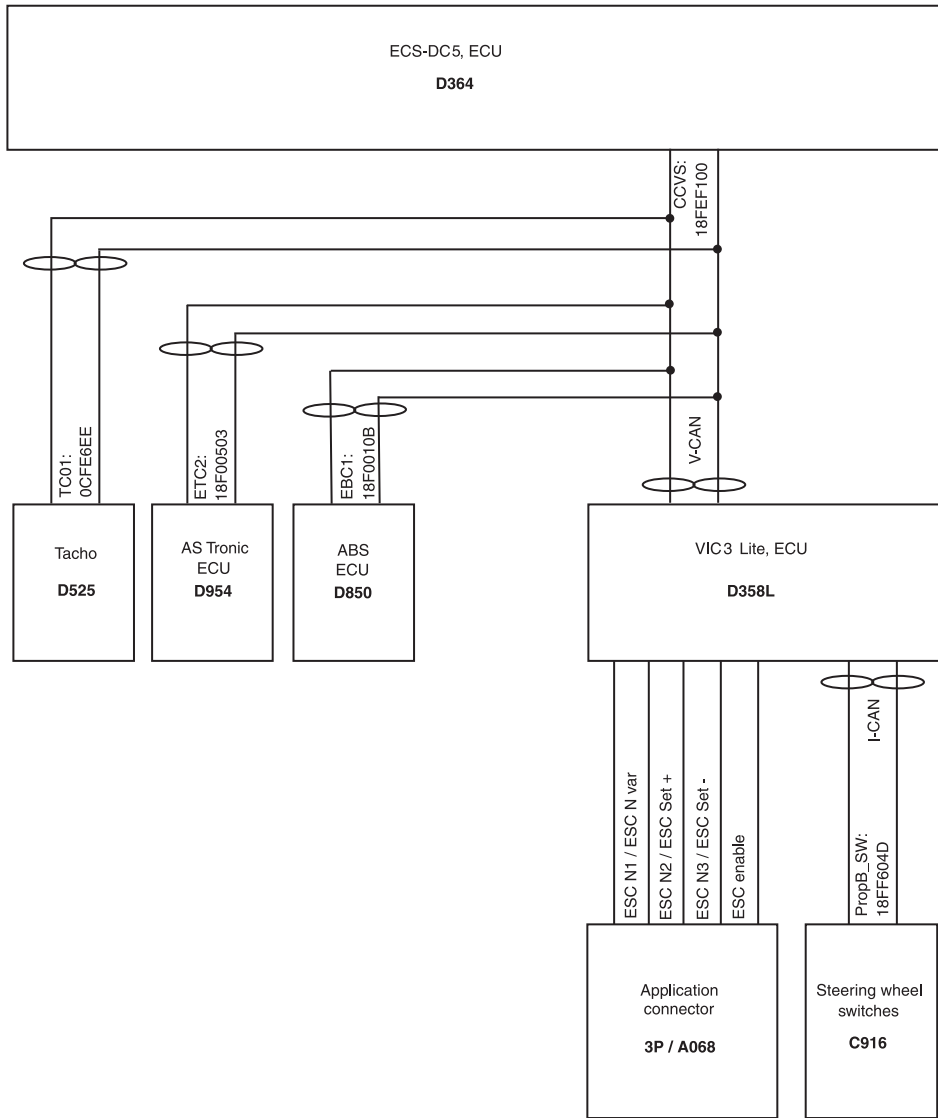 ECS-DC5, ECU
D364
CCVS:
18FEF100
TC01:
0CFE6EE
ETC2:
18F00503
EBC1:
18F0010B
V-CAN
Tacho
D525
AS Tronic
ECU
D954
ABS
ECU
D850
VIC3 Lite, ECU
D358L
I-CAN
ESC N1 / ESC N var
ESC N2 / ESC Set +
ESC N3 / ESC Set -
ESC enable
PropB_SW:
18FF604D
Application
connector
3P / A068
Steering wheel
switches
C916